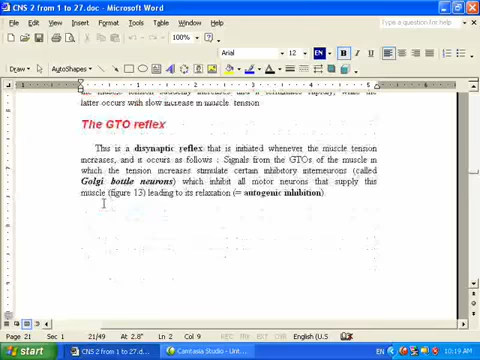 CNS 2 from 1 to 27.doc - Microsoft Word
File Edit View Insert Format Tools Table Window Help
Type a question for help
100%
Arial 12 EN B I U
Draw AutoShapes
latter occurs with slow increase in muscle tension
The GTO reflex
This is a disynaptic reflex that is initiated whenever the muscle tension
increases, and it occurs as follows : Signals from the GTOs of the muscle in
which the tension increases stimulate certain inhibitory interneurons (called
Golgi bottle neurons) which inhibit all motor neurons that supply this
muscle (figure 13) leading to its relaxation (= autogenic inhibition).
Page 21 Sec 1 21/49 At 2.8" Ln 2 Col 9 REC TRK EXT OVR English (U.S
start CNS 2 from 1 to 27.d... Camtasia Studio - Unt... EN 10:19 AM